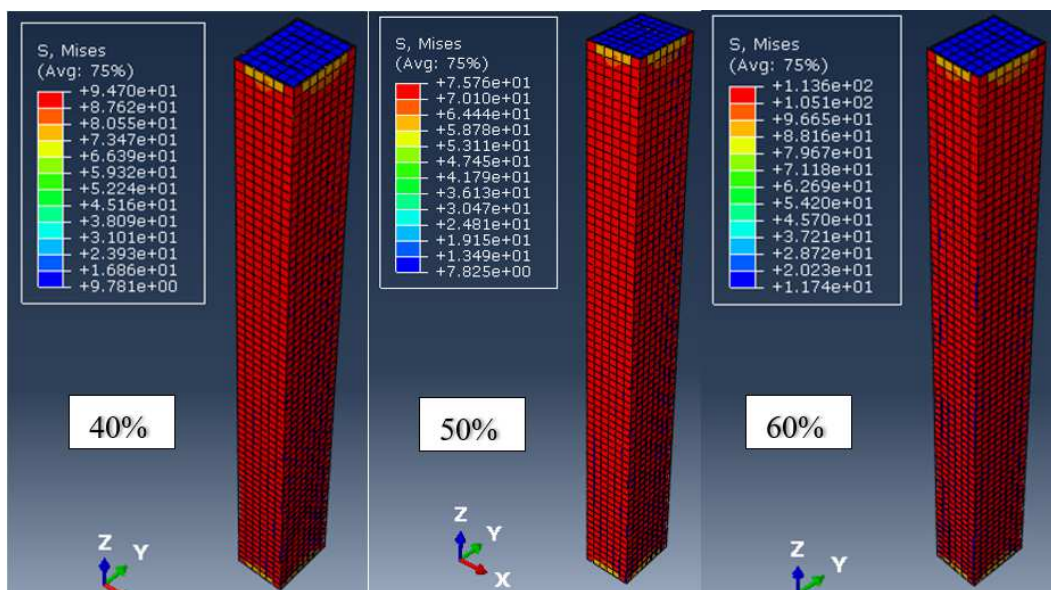 S, Mises
(Avg: 75%)
+9.470e+01
+8.762e+01
+8.055e+01
+7.347e+01
+6.639e+01
+5.932e+01
+5.224e+01
+4.516e+01
+3.809e+01
+3.101e+01
+2.393e+01
+1.686e+01
+9.781e+00
40%
Z
Y
S, Mises
(Avg: 75%)
+7.576e+01
+7.010e+01
+6.444e+01
+5.878e+01
+5.311e+01
+4.745e+01
+4.179e+01
+3.613e+01
+3.047e+01
+2.481e+01
+1.915e+01
+1.349e+01
+7.825e+00
50%
Z
Y
X
S, Mises
(Avg: 75%)
+1.136e+02
+1.051e+02
+9.665e+01
+8.816e+01
+7.967e+01
+7.118e+01
+6.269e+01
+5.420e+01
+4.570e+01
+3.721e+01
+2.872e+01
+2.023e+01
+1.174e+01
60%
Z
Y